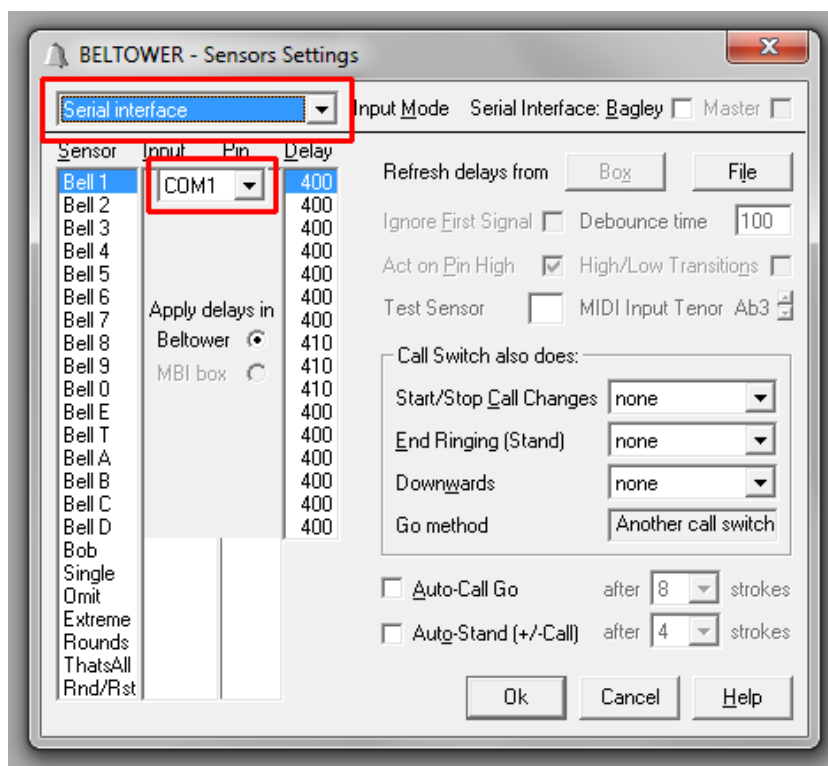 BELTOWER - Sensors Settings
Serial interface
Input Mode Serial Interface: Bagley Master
Sensor Input Pin Delay
Bell 1 COM1 400
Bell 2 400
Bell 3 400
Bell 4 400
Bell 5 400
Bell 6 400
Bell 7 400
Bell 8 410
Bell 9 410
Bell 0 410
Bell E 400
Bell T 400
Bell A 400
Bell B 400
Bell C 400
Bell D 400
Bob
Single
Omit
Extreme
Rounds
ThatsAll
Rnd/Rst
Apply delays in
Beltower
MBI box
Refresh delays from Box File
Ignore First Signal Debounce time 100
Act on Pin High High/Low Transitions
Test Sensor MIDI Input Tenor Ab3
Call Switch also does:
Start/Stop Call Changes none
End Ringing (Stand) none
Downwards none
Go method Another call switch
Auto-Call Go after 8 strokes
Auto-Stand (+/-Call) after 4 strokes
Ok Cancel Help